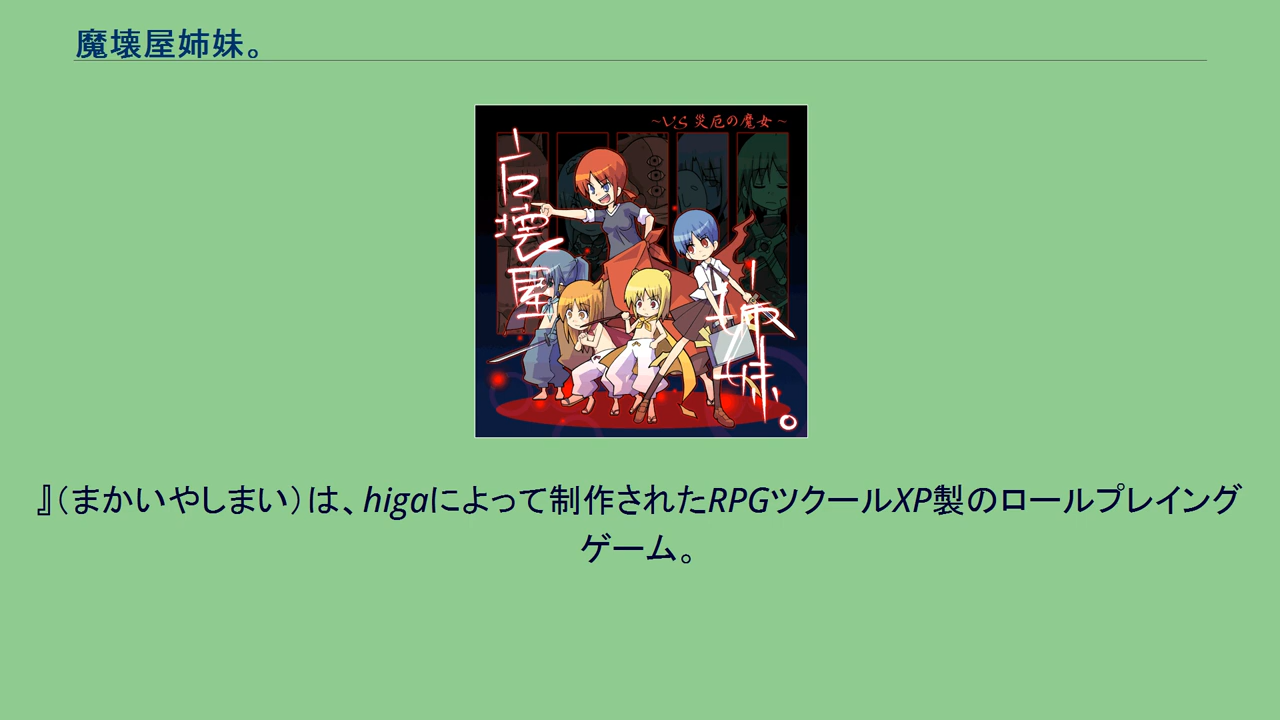 魔壊屋姉妹。
～VS 災厄の魔女～
壊屋
姉妹。
』（まかいやしまい）は、higaによって制作されたRPGツクールXP製のロールプレイング
ゲーム。